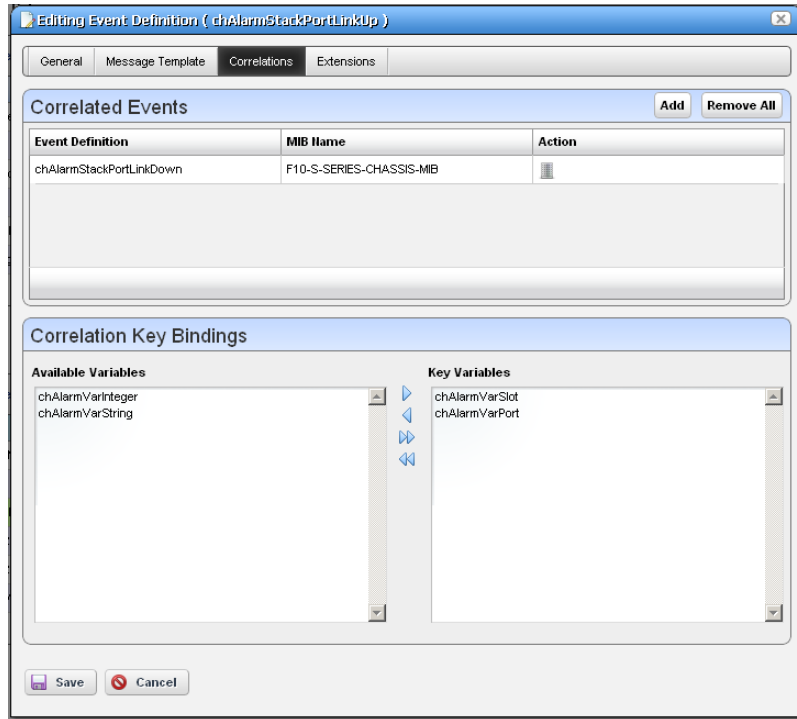 Editing Event Definition ( chAlarmStackPortLinkUp )
General Message Template Correlations Extensions
Correlated Events Add Remove All
Event Definition MIB Name Action
chAlarmStackPortLinkDown F10-S-SERIES-CHASSIS-MIB
Correlation Key Bindings
Available Variables Key Variables
chAlarmVarInteger chAlarmVarSlot
chAlarmVarString chAlarmVarPort
Save Cancel